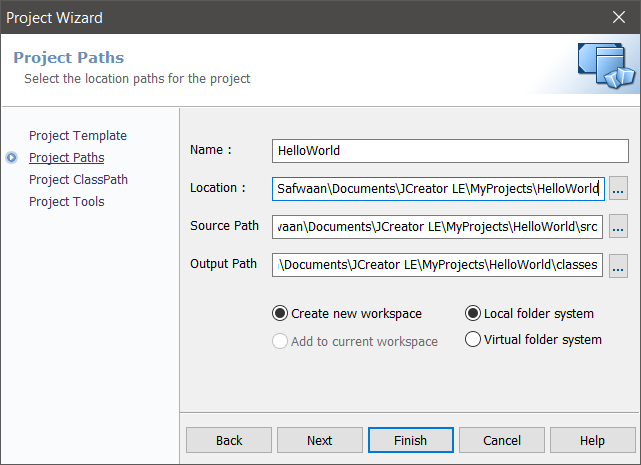 Project Wizard
Project Paths
Select the location paths for the project
Project Template
Project Paths
Project ClassPath
Project Tools
Name :
HelloWorld
Location :
Safwaan\Documents\JCreator LE\MyProjects\HelloWorld
...
Source Path
waan\Documents\JCreator LE\MyProjects\HelloWorld\src
...
Output Path
\Documents\JCreator LE\MyProjects\HelloWorld\classes
...
Create new workspace
Local folder system
Add to current workspace
Virtual folder system
Back
Next
Finish
Cancel
Help